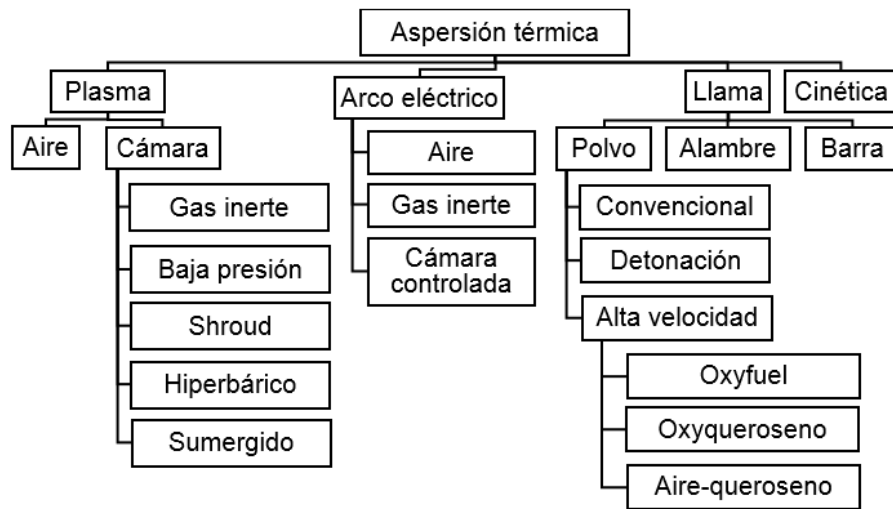 Aspersión térmica
Plasma
Arco eléctrico
Llama
Cinética
Aire
Cámara
Gas inerte
Baja presión
Shroud
Hiperbárico
Sumergido
Aire
Gas inerte
Cámara
controlada
Polvo
Alambre
Barra
Convencional
Detonación
Alta velocidad
Oxyfuel
Oxyqueroseno
Aire-queroseno